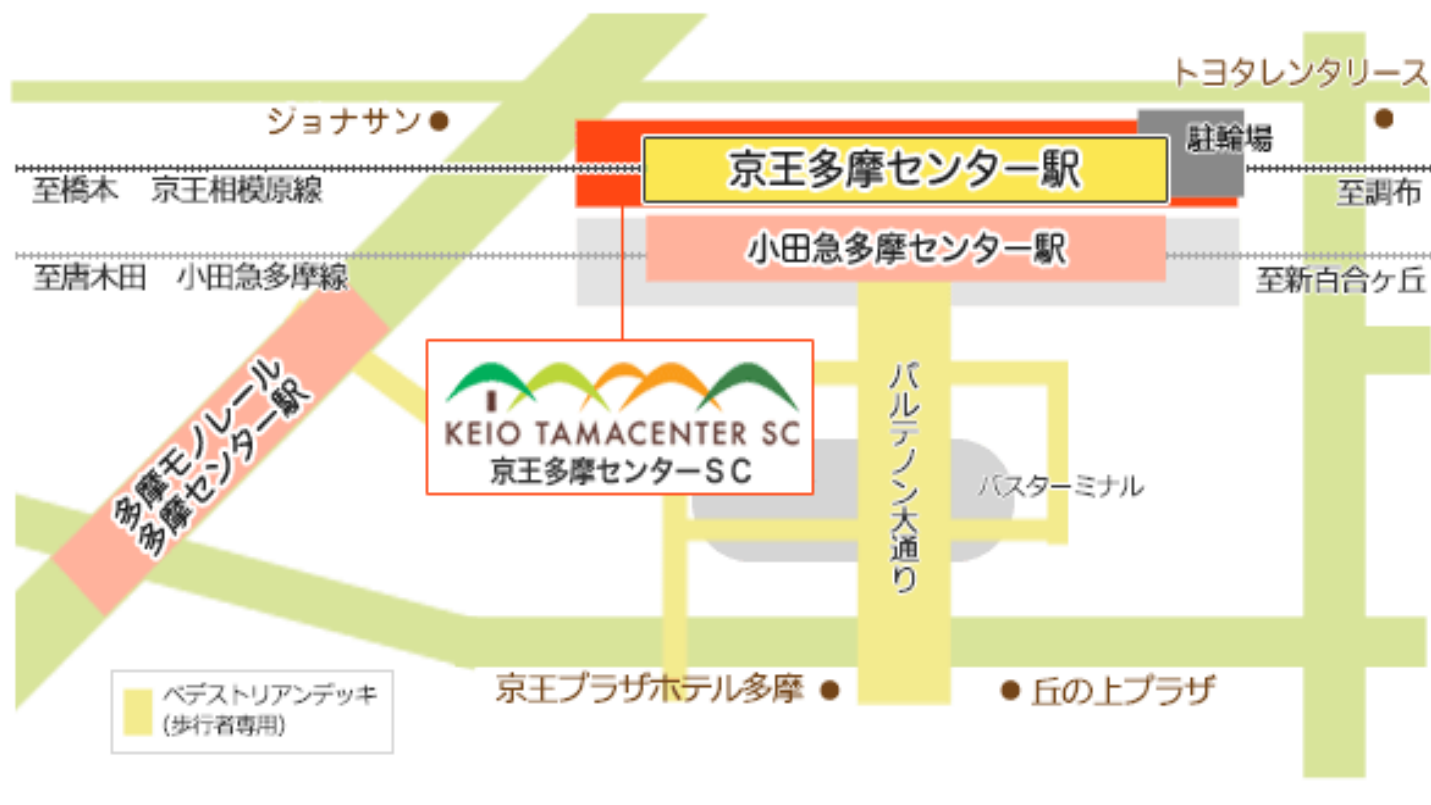 トヨタレンタリース
ジョナサン
駐輪場
京王多摩センター駅
至橋本 京王相模原線
至調布
小田急多摩センター駅
至唐木田 小田急多摩線
至新百合ヶ丘
多摩モノレール
多摩センター駅
KEIO TAMACENTER SC
京王多摩センターSC
パルテノン大通り
バスターミナル
京王プラザホテル多摩
丘の上プラザ
ペデストリアンデッキ
(歩行者専用)